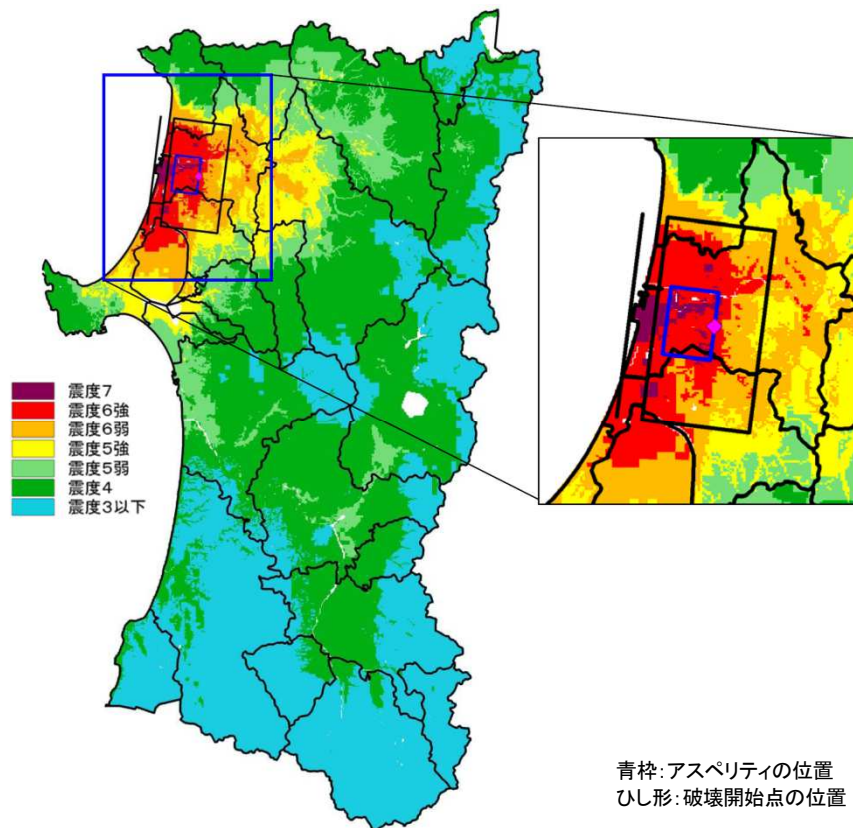 震度7
震度6強
震度6弱
震度5強
震度5弱
震度4
震度3以下
青枠:アスペリティの位置
ひし形:破壊開始点の位置